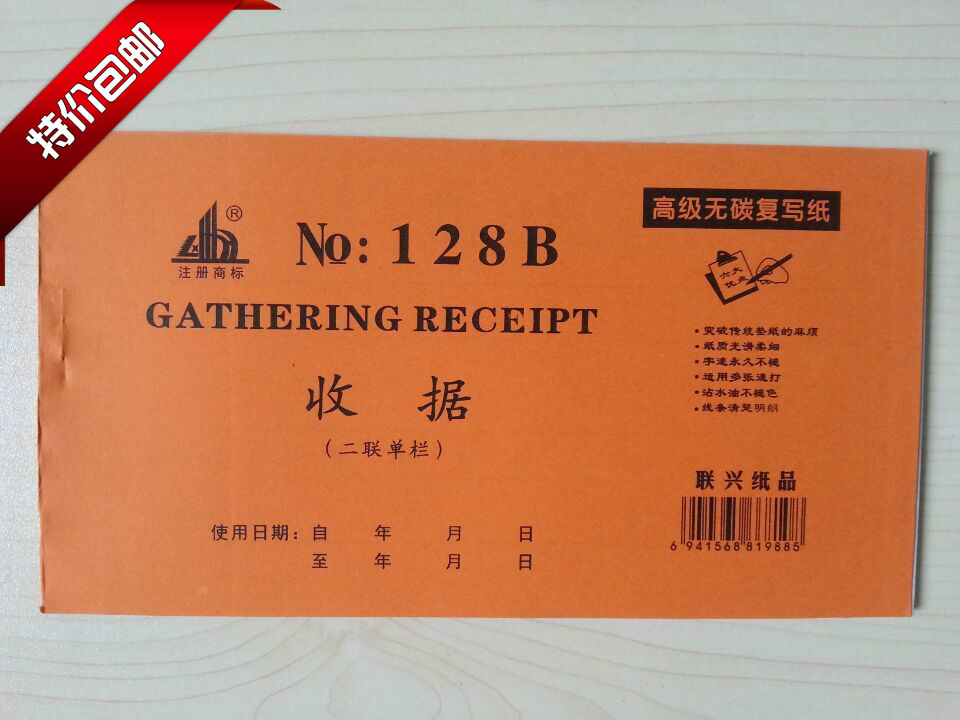 特价包邮
®
注册商标
№: 128B
GATHERING RECEIPT
收 据
(二联单栏)
使用日期：自 年 月 日
至 年 月 日
高级无碳复写纸
六大
优点
• 突破传统垫纸的麻烦
• 纸质光滑柔细
• 字迹永久不褪
• 适用多张速打
• 沾水油不褪色
• 线条清楚明朗
联兴纸品
6 941568 819885